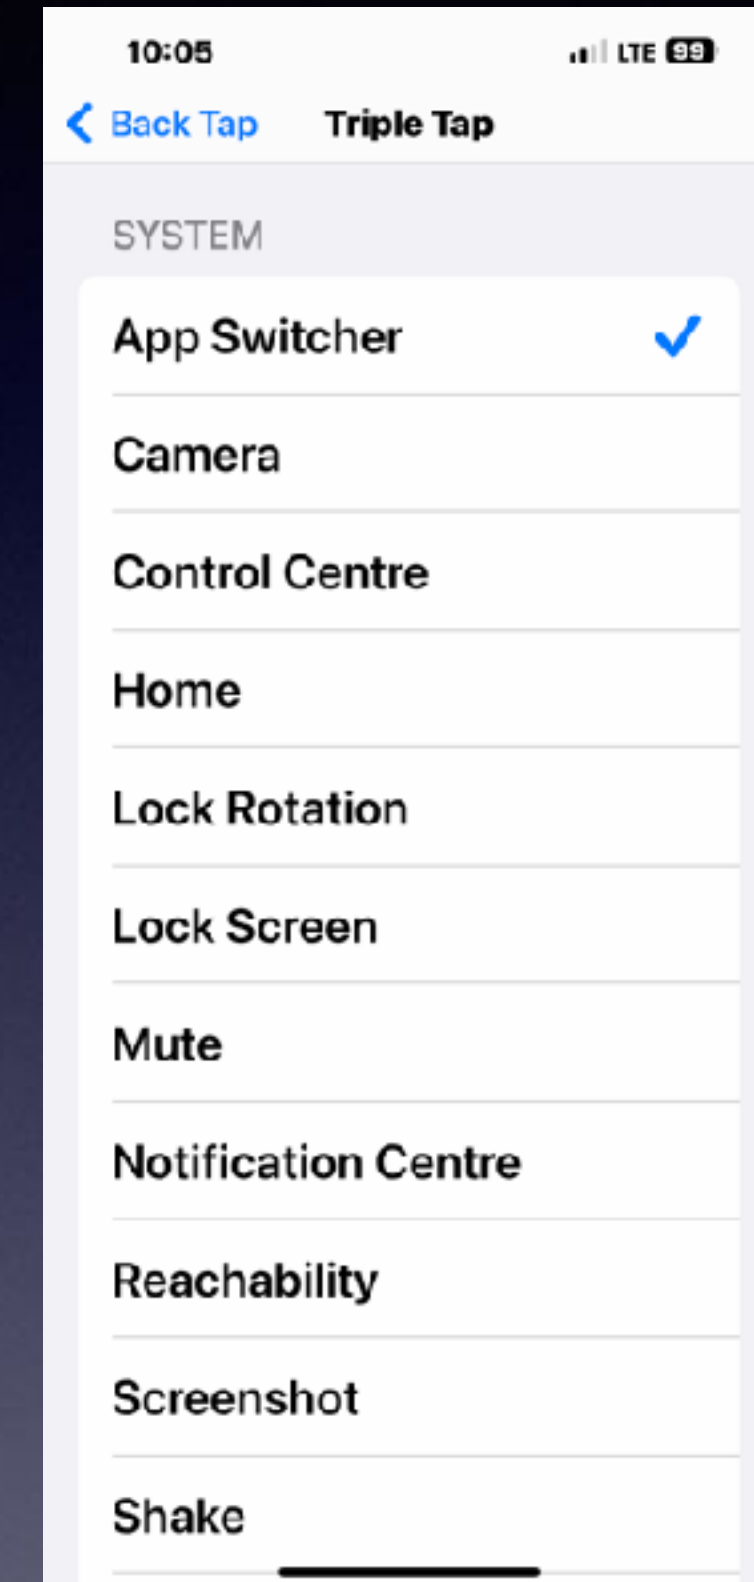 10:05 LTE 99
Back Tap Triple Tap
SYSTEM
App Switcher
Camera
Control Centre
Home
Lock Rotation
Lock Screen
Mute
Notification Centre
Reachability
Screenshot
Shake